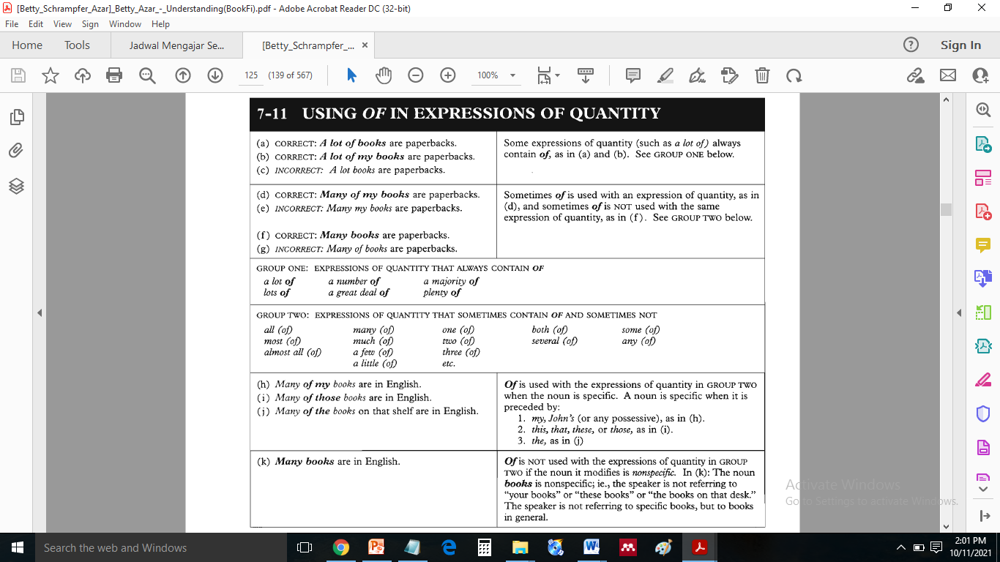 [Betty_Schrampfer_Azar]_Betty_Azar_-_Understanding(BookFi).pdf - Adobe Acrobat Reader DC (32-bit)
File Edit View Sign Window Help
Home Tools Jadwal Mengajar Se... [Betty_Schrampfer_... × ? Sign In
125 (139 of 567) 100%
7-11 USING OF IN EXPRESSIONS OF QUANTITY
(a) CORRECT: A lot of books are paperbacks.
(b) CORRECT: A lot of my books are paperbacks.
(c) INCORRECT: A lot books are paperbacks.
Some expressions of quantity (such as a lot of) always
contain of, as in (a) and (b). See GROUP ONE below.
(d) CORRECT: Many of my books are paperbacks.
(e) INCORRECT: Many my books are paperbacks.
(f) CORRECT: Many books are paperbacks.
(g) INCORRECT: Many of books are paperbacks.
Sometimes of is used with an expression of quantity, as in
(d), and sometimes of is NOT used with the same
expression of quantity, as in (f). See GROUP TWO below.
GROUP ONE: EXPRESSIONS OF QUANTITY THAT ALWAYS CONTAIN OF
a lot of a number of a majority of
lots of a great deal of plenty of
GROUP TWO: EXPRESSIONS OF QUANTITY THAT SOMETIMES CONTAIN OF AND SOMETIMES NOT
all (of) many (of) one (of) both (of) some (of)
most (of) much (of) two (of) several (of) any (of)
almost all (of) a few (of) three (of)
a little (of) etc.
(h) Many of my books are in English.
(i) Many of those books are in English.
(j) Many of the books on that shelf are in English.
Of is used with the expressions of quantity in GROUP TWO
when the noun is specific. A noun is specific when it is
preceded by:
1. my, John's (or any possessive), as in (h).
2. this, that, these, or those, as in (i).
3. the, as in (j)
(k) Many books are in English.
Of is NOT used with the expressions of quantity in GROUP
TWO if the noun it modifies is nonspecific. In (k): The noun
books is nonspecific; ie., the speaker is not referring to
"your books" or "these books" or "the books on that desk."
The speaker is not referring to specific books, but to books
in general.
Activate Windows
Go to Settings to activate Windows.
Search the web and Windows
2:01 PM
10/11/2021